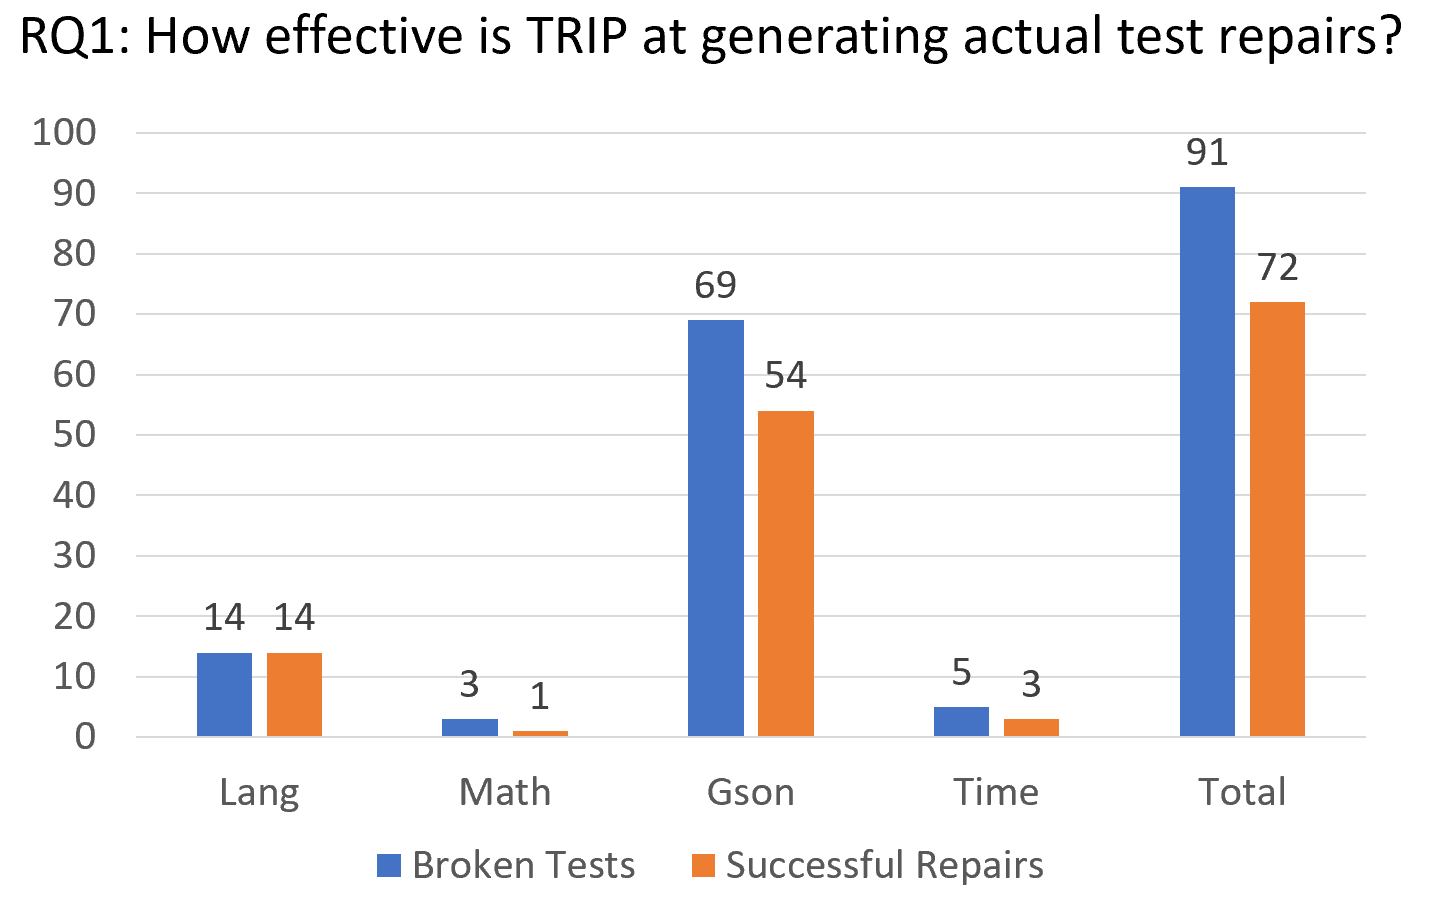 RQ1: How effective is TRIP at generating actual test repairs?
100
90
80
70
60
50
40
30
20
10
0
14
14
3
1
69
54
5
3
91
72
Lang
Math
Gson
Time
Total
Broken Tests
Successful Repairs